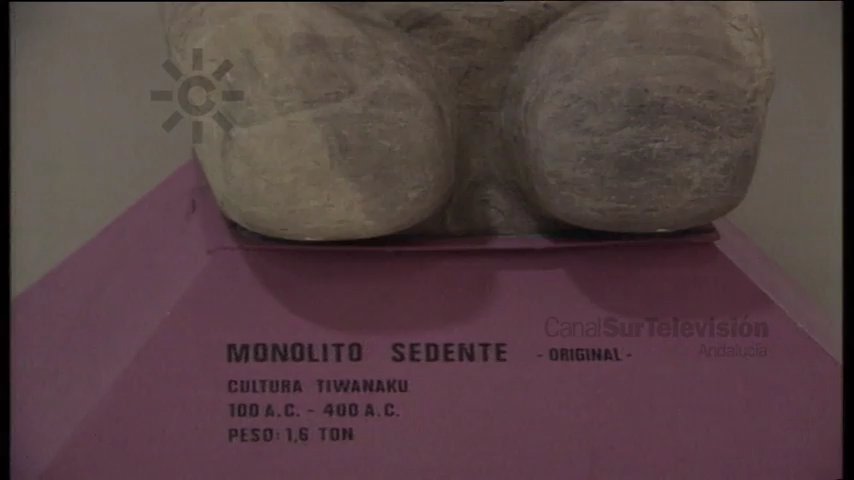 CanalSurTelevisión
Andalucía
MONOLITO SEDENTE - ORIGINAL -
CULTURA TIWANAKU
100 A.C. - 400 A.C.
PESO: 1,6 TON